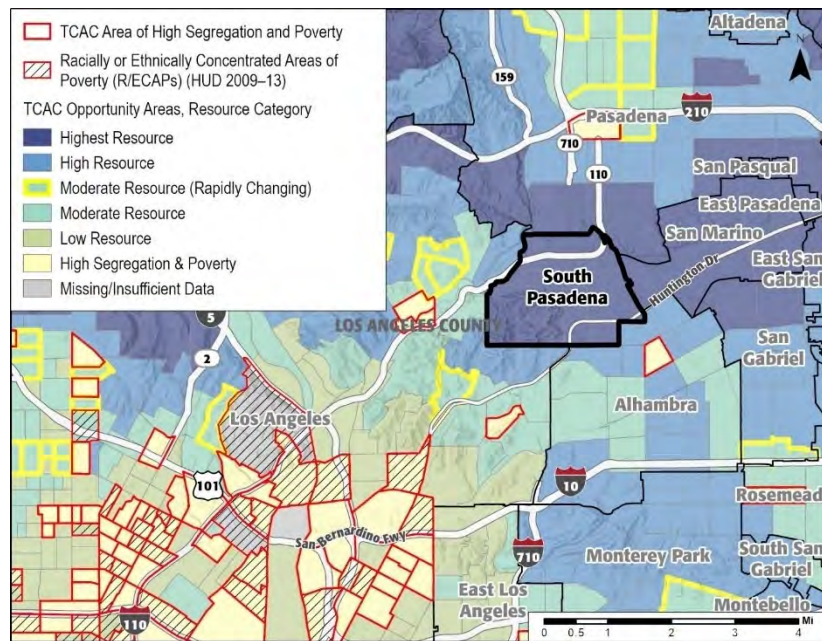 TCAC Area of High Segregation and Poverty
Racially or Ethnically Concentrated Areas of
Poverty (R/ECAPs) (HUD 2009–13)
TCAC Opportunity Areas, Resource Category
Highest Resource
High Resource
Moderate Resource (Rapidly Changing)
Moderate Resource
Low Resource
High Segregation & Poverty
Missing/Insufficient Data
Altadena
N
159
210
Pasadena
710
110
San Pasqual
East Pasadena
San Marino
East San
Gabriel
South
Pasadena
Huntington Dr
5
LOS ANGELES COUNTY
2
San
Gabriel
Los Angeles
Alhambra
101
10
Rosemead
San Bernardino Fwy
710
Monterey Park
South San
Gabriel
East Los
Angeles
Montebello
110
Mi
0 0.5 1 2 3 4